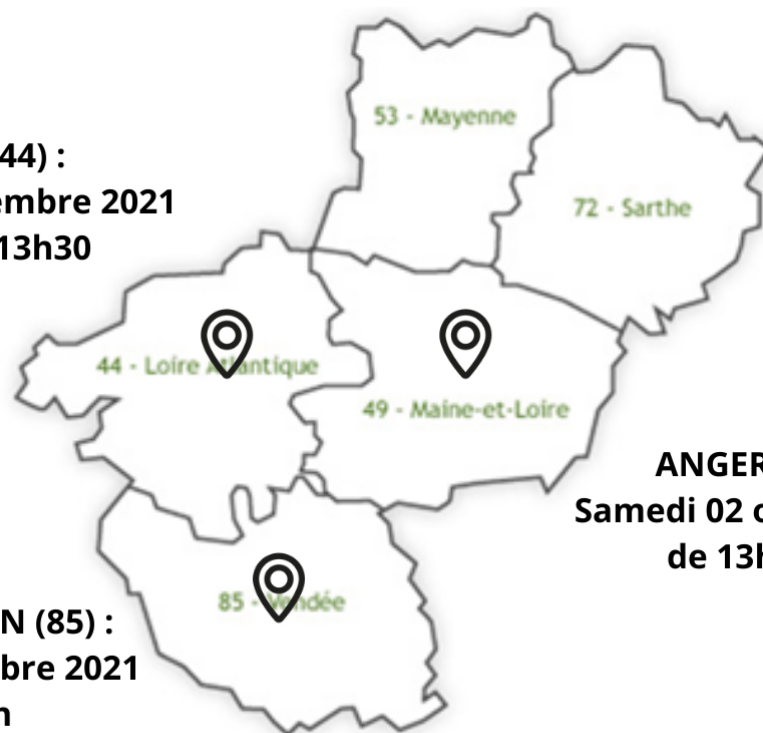 53 - Mayenne
44) :
embre 2021
13h30
72 - Sarthe
44 - Loire Atlantique
49 - Maine-et-Loire
ANGER
Samedi 02 o
de 13h
85 - Vendée
N (85) :
bre 2021
h